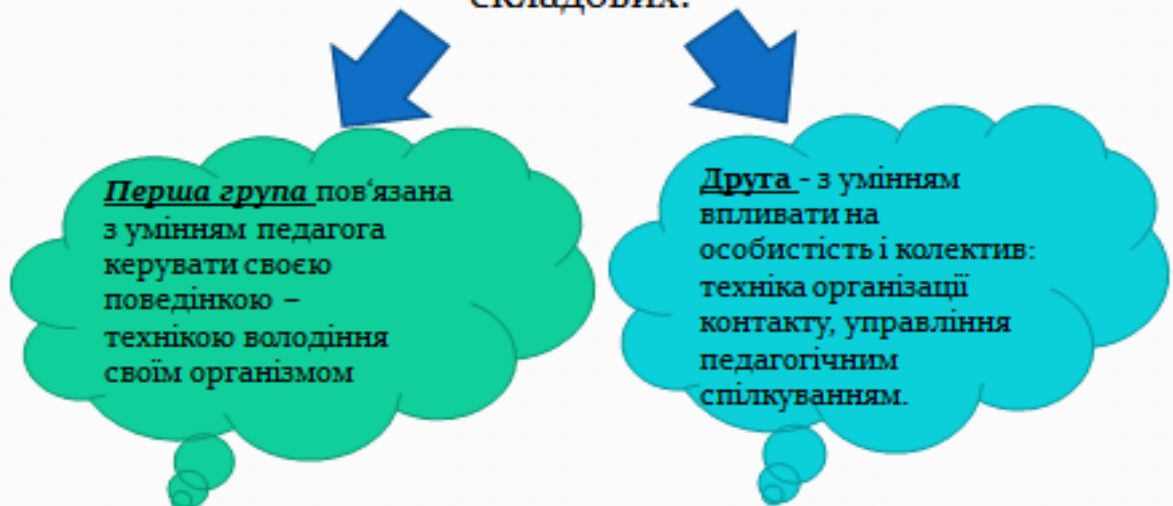 складових:
Перша група пов‘язана
з умінням педагога
керувати своєю
поведінкою –
технікою володіння
своїм організмом
Друга - з умінням
впливати на
особистість і колектив:
техніка організації
контакту, управління
педагогічним
спілкуванням.